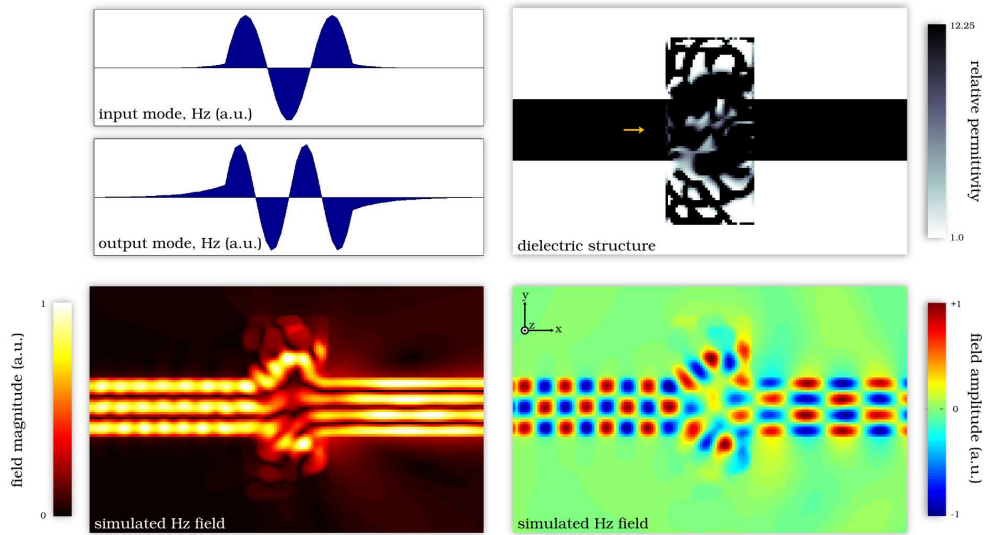 input mode, Hz (a.u.)
output mode, Hz (a.u.)
dielectric structure
12.25
relative permittivity
1.0
1
field magnitude (a.u.)
0
simulated Hz field
y
z
x
simulated Hz field
+1
0
field amplitude (a.u.)
-1